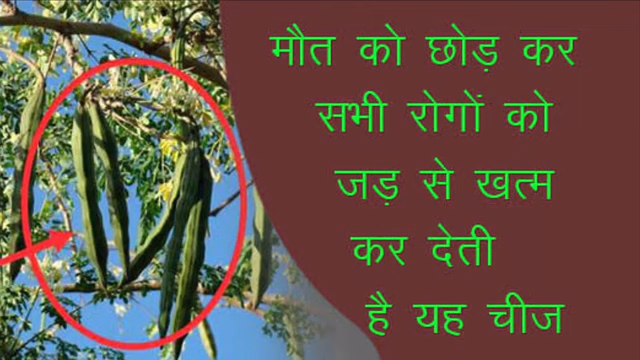 मौत को छोड़ कर
सभी रोगों को
जड़ से खत्म
कर देती
है यह चीज